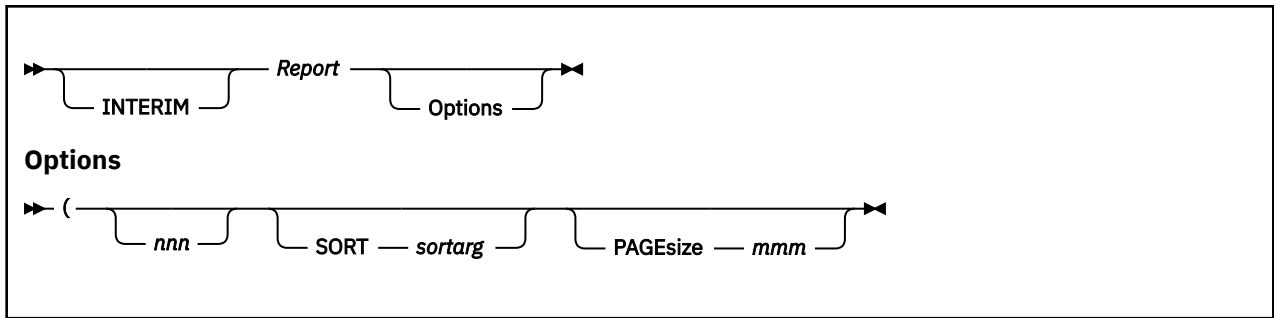 Report
INTERIM Options
Options
(
nnn SORT sortarg PAGEsize mmm